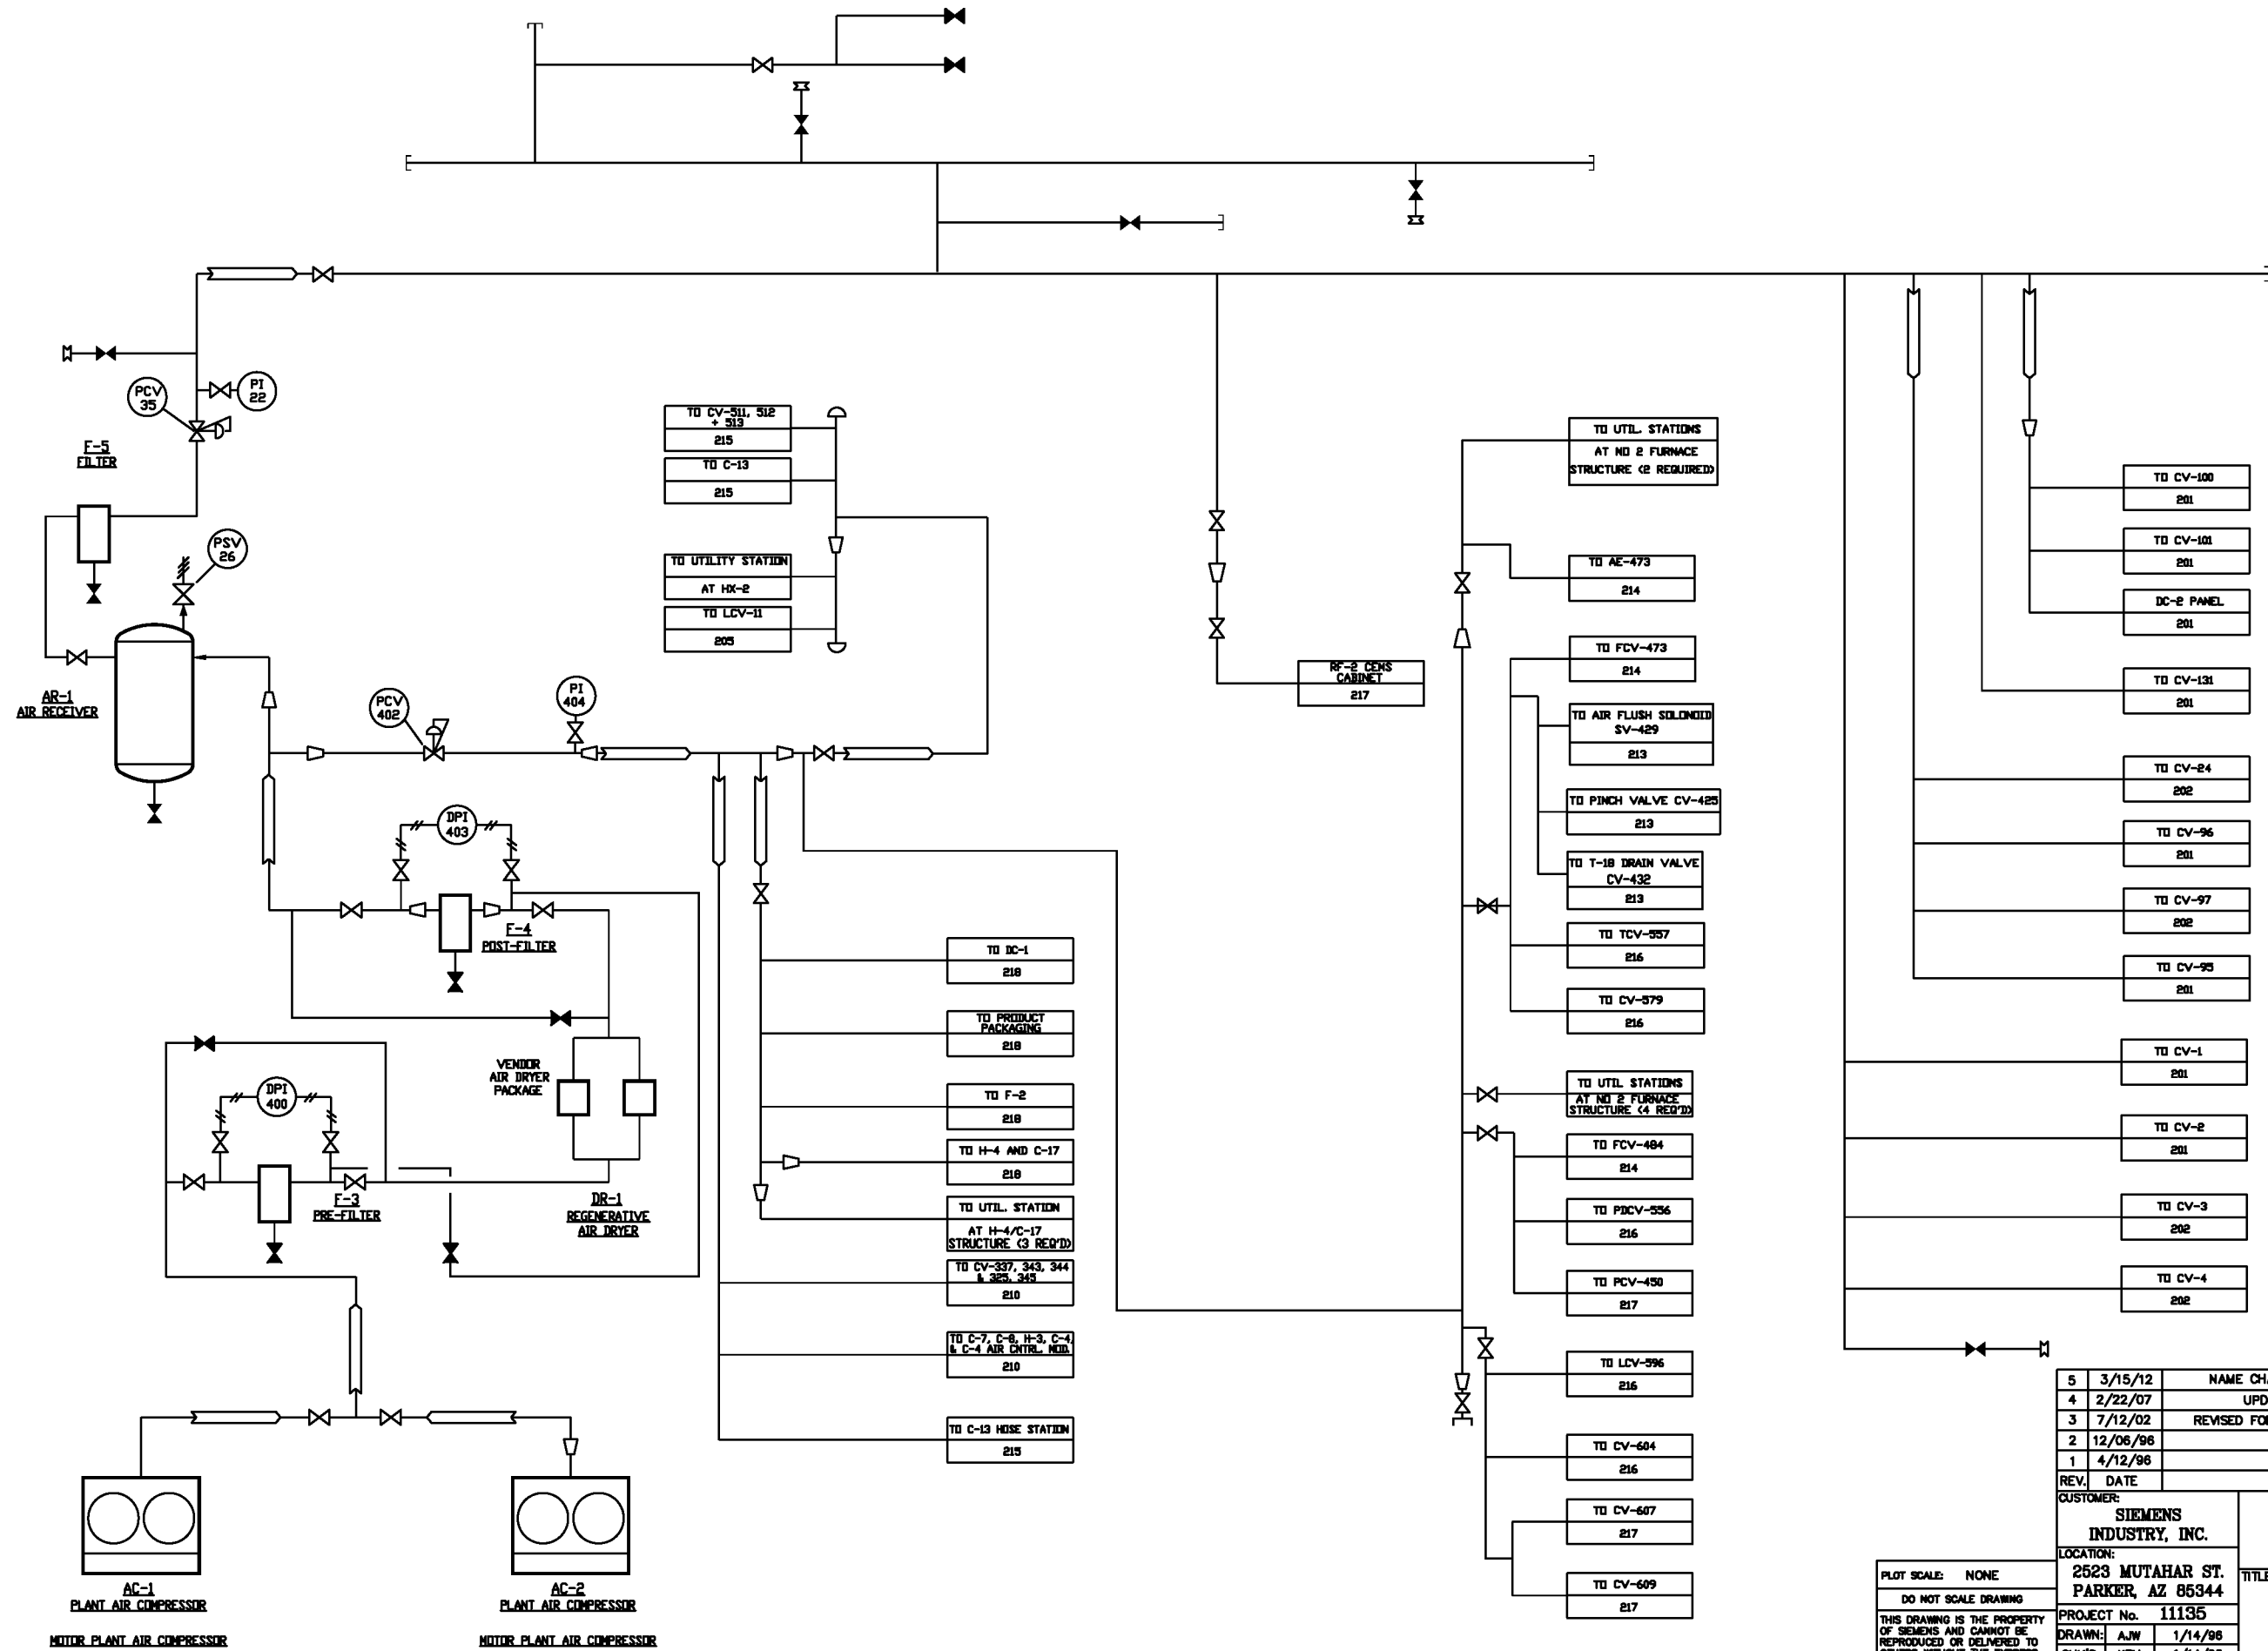 PCV
35
PI
22
F-5
FILTER
PSV
26
AR-1
AIR RECEIVER
PCV
402
PI
404
TO CV-511, 512
+ 513
215
TO C-13
215
TO UTILITY STATION
AT HX-2
TO LCV-11
205
DPI
403
F-4
POST-FILTER
VENDOR
AIR DRYER
PACKAGE
DPI
400
F-3
PRE-FILTER
DR-1
REGENERATIVE
AIR DRYER
AC-1
PLANT AIR COMPRESSOR
MOTOR PLANT AIR COMPRESSOR
AC-2
PLANT AIR COMPRESSOR
MOTOR PLANT AIR COMPRESSOR
TO DC-1
218
TO PRODUCT
PACKAGING
218
TO F-2
218
TO H-4 AND C-17
218
TO UTIL. STATION
AT H-4/C-17
STRUCTURE (3 REQ'D)
TO CV-337, 343, 344
& 325, 345
210
TO C-7, C-8, H-3, C-4,
& C-4 AIR CNTRL. MOD.
210
TO C-13 HOSE STATION
215
RF-2 CEMS
CABINET
217
TO UTIL. STATIONS
AT NO 2 FURNACE
STRUCTURE (2 REQUIRED)
TO AE-473
214
TO FCV-473
214
TO AIR FLUSH SOLONOID
SV-429
213
TO PINCH VALVE CV-425
213
TO T-18 DRAIN VALVE
CV-432
213
TO TCV-557
216
TO CV-579
216
TO UTIL STATIONS
AT NO 2 FURNACE
STRUCTURE (4 REQ'D)
TO FCV-484
214
TO PDCV-556
216
TO PCV-450
217
TO LCV-596
216
TO CV-604
216
TO CV-607
217
TO CV-609
217
TO CV-100
201
TO CV-101
201
DC-2 PANEL
201
TO CV-131
201
TO CV-24
202
TO CV-96
201
TO CV-97
202
TO CV-95
201
TO CV-1
201
TO CV-2
201
TO CV-3
202
TO CV-4
202
5 3/15/12 NAME CH
4 2/22/07 UPD
3 7/12/02 REVISED FO
2 12/06/96
1 4/12/96
REV. DATE
CUSTOMER:
SIEMENS
INDUSTRY, INC.
LOCATION:
2523 MUTAHAR ST.
PARKER, AZ 85344
TITLE
PROJECT No. 11135
DRAWN: AJW 1/14/96
PLOT SCALE: NONE
DO NOT SCALE DRAWING
THIS DRAWING IS THE PROPERTY
OF SIEMENS AND CANNOT BE
REPRODUCED OR DELIVERED TO